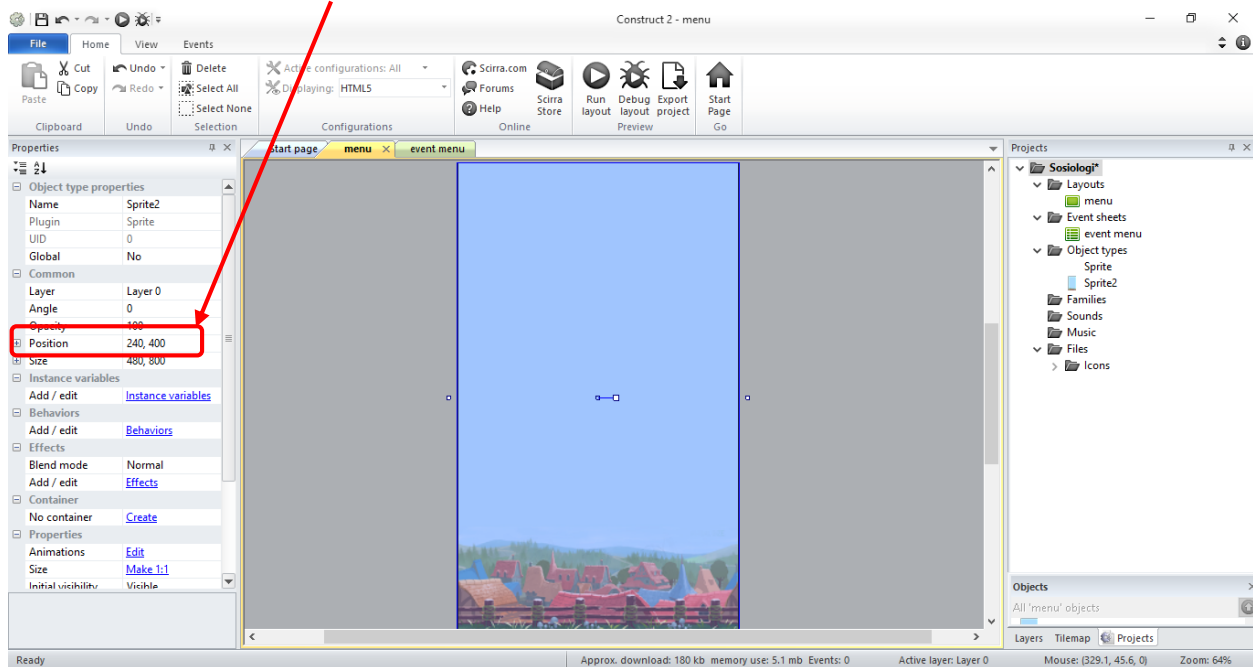 Construct 2 - menu
File Home View Events
Paste Cut Copy
Clipboard
Undo Redo
Undo
Delete Select All Select None
Selection
Active configurations: All
Displaying: HTML5
Configurations
Scirra.com Forums Help Scirra Store
Online
Run layout Debug layout Export project
Preview
Start Page
Go
Properties
Object type properties
Name Sprite2
Plugin Sprite
UID 0
Global No
Common
Layer Layer 0
Angle 0
Opacity 100
Position 240, 400
Size 480, 800
Instance variables
Add / edit Instance variables
Behaviors
Add / edit Behaviors
Effects
Blend mode Normal
Add / edit Effects
Container
No container Create
Properties
Animations Edit
Size Make 1:1
Initial visibility Visible
Start page menu event menu
Projects
Sosiologi*
Layouts
menu
Event sheets
event menu
Object types
Sprite
Sprite2
Families
Sounds
Music
Files
Icons
Objects
All 'menu' objects
Layers Tilemap Projects
Ready Approx. download: 180 kb memory use: 5.1 mb Events: 0 Active layer: Layer 0 Mouse: (329.1, 45.6, 0) Zoom: 64%